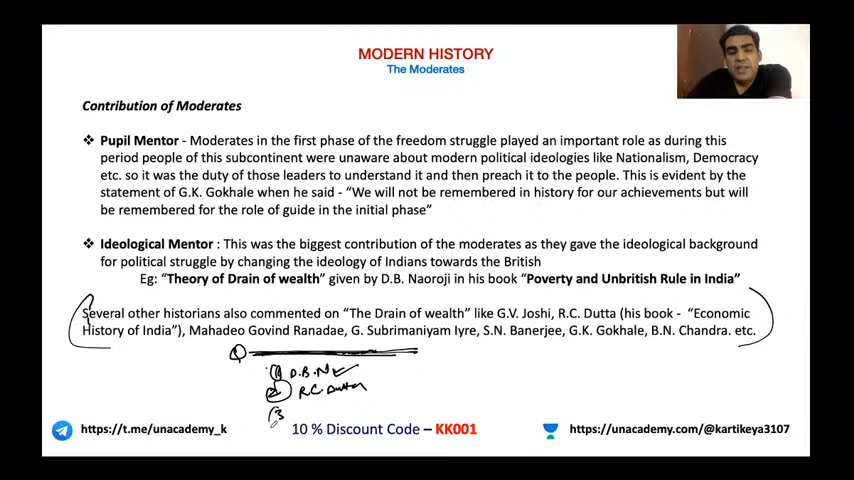 MODERN HISTORY
The Moderates
Contribution of Moderates
❖ Pupil Mentor - Moderates in the first phase of the freedom struggle played an important role as during this
period people of this subcontinent were unaware about modern political ideologies like Nationalism, Democracy
etc. so it was the duty of those leaders to understand it and then preach it to the people. This is evident by the
statement of G.K. Gokhale when he said - “We will not be remembered in history for our achievements but will
be remembered for the role of guide in the initial phase”
❖ Ideological Mentor : This was the biggest contribution of the moderates as they gave the ideological background
for political struggle by changing the ideology of Indians towards the British
Eg: “Theory of Drain of wealth” given by D.B. Naoroji in his book “Poverty and Unbritish Rule in India”
Several other historians also commented on “The Drain of wealth” like G.V. Joshi, R.C. Dutta (his book - “Economic
History of India”), Mahadeo Govind Ranadae, G. Subrimaniyam Iyre, S.N. Banerjee, G.K. Gokhale, B.N. Chandra. etc.
1
(1) D.B.N
(2) R.C. Dutta
(3
https://t.me/unacademy_k
10 % Discount Code – KK001
https://unacademy.com/@kartikeya3107